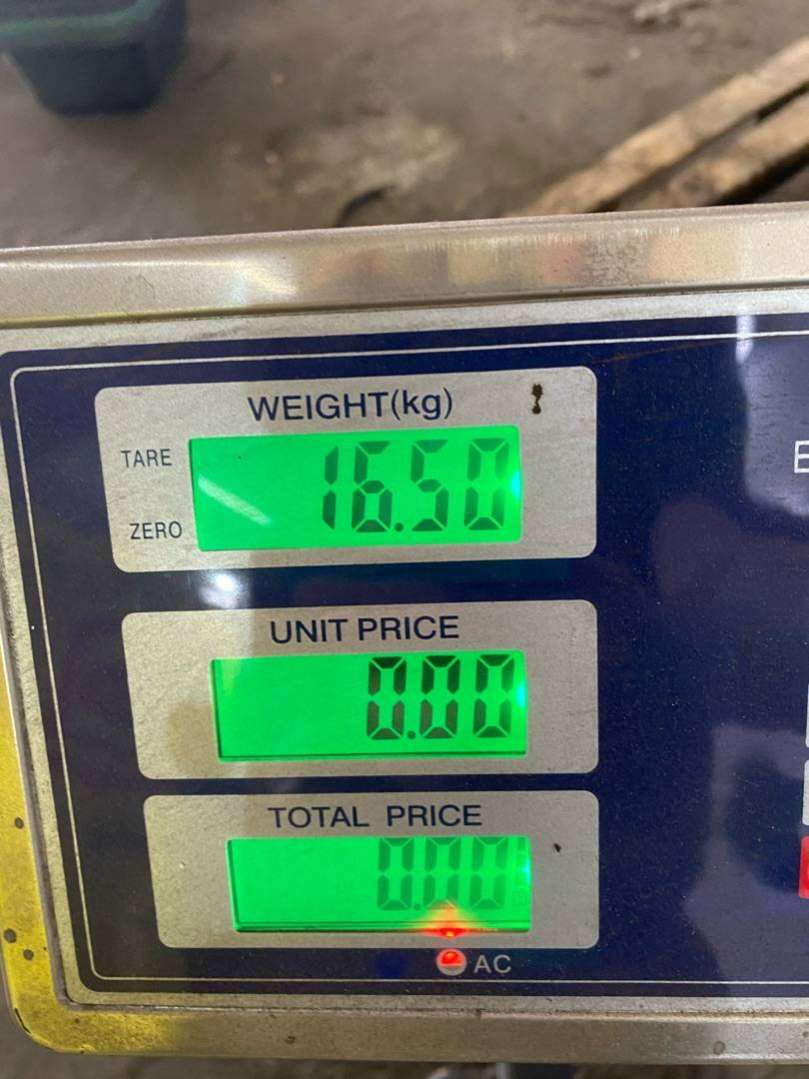 WEIGHT(kg)
TARE
16.50
ZERO
UNIT PRICE
0.00
TOTAL PRICE
0.00
AC